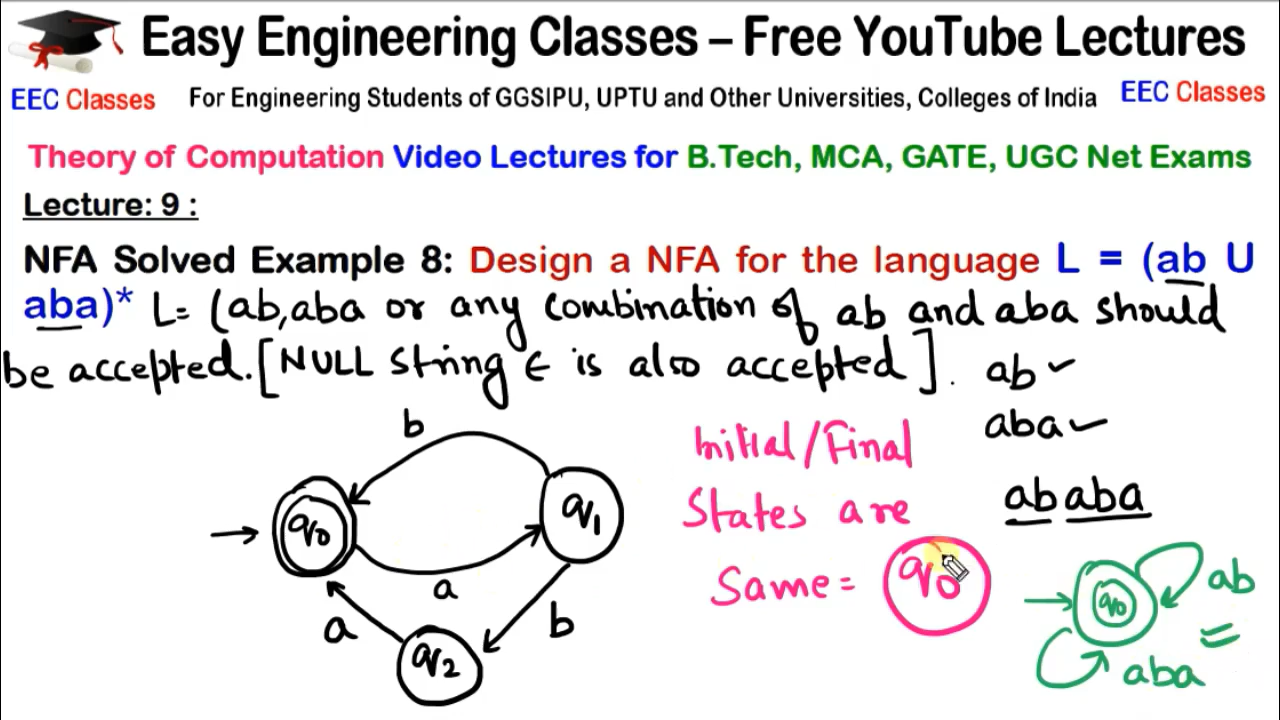 Easy Engineering Classes – Free YouTube Lectures
EEC Classes For Engineering Students of GGSIPU, UPTU and Other Universities, Colleges of India EEC Classes
Theory of Computation Video Lectures for B.Tech, MCA, GATE, UGC Net Exams
Lecture: 9 :
NFA Solved Example 8: Design a NFA for the language L = (ab U
aba)* L= (ab,aba or any combination of ab and aba should
be accepted.[NULL string ϵ is also accepted].
ab ✓
aba ✓
ab aba
b
q0
q1
a
a
q2
b
Initial/Final
States are
Same = q0
q0
ab
=
aba